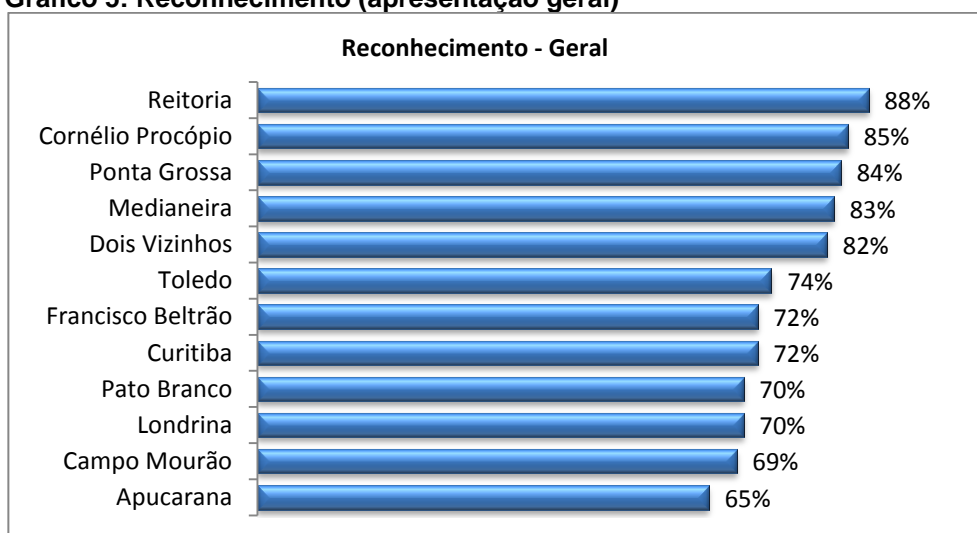 Gráfico 5: Reconhecimento (apresentação geral)
Reconhecimento - Geral
Reitoria 88%
Cornélio Procópio 85%
Ponta Grossa 84%
Medianeira 83%
Dois Vizinhos 82%
Toledo 74%
Francisco Beltrão 72%
Curitiba 72%
Pato Branco 70%
Londrina 70%
Campo Mourão 69%
Apucarana 65%